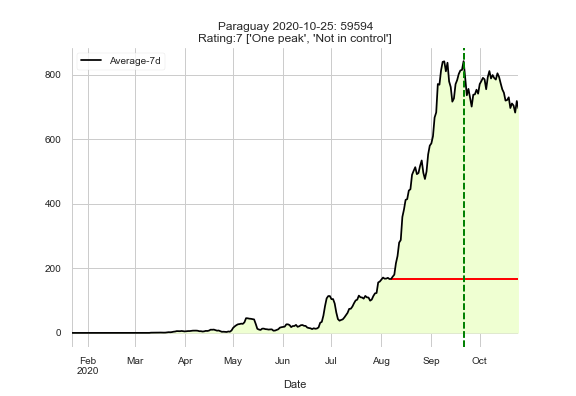 Paraguay 2020-10-25: 59594
Rating:7 ['One peak', 'Not in control']
Average-7d
800
600
400
200
0
Feb Mar Apr May Jun Jul Aug Sep Oct
2020
Date